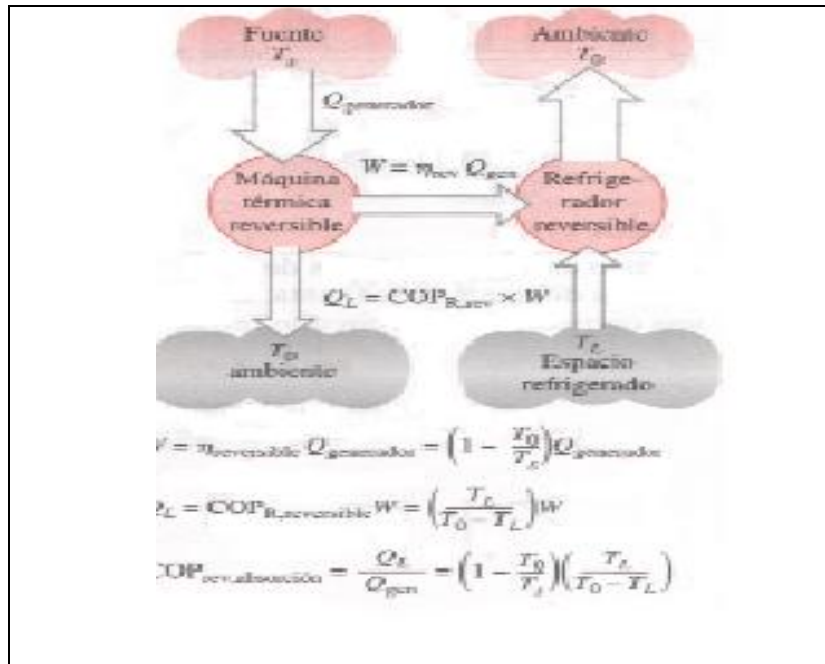 Fuente
T_s
Ambiente
T_0
Q_generador
W = η_rev Q_gen
Máquina
térmica
reversible
Refrige-
rador
reversible
Q_L = COP_R,rev × W
T_0
ambiente
T_L
Espacio
refrigerado
W = η_reversible Q_generador = (1 − T_0/T_s)Q_generador
Q_L = COP_R,reversible W = (T_L/(T_0 − T_L))W
COP_rev,absorción = Q_L/Q_gen = (1 − T_0/T_s)(T_L/(T_0 − T_L))